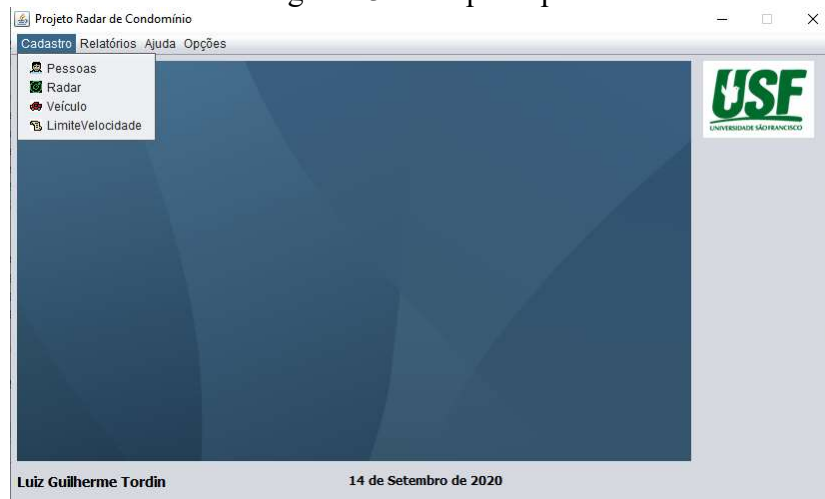 Projeto Radar de Condomínio
Cadastro Relatórios Ajuda Opções
Pessoas
Radar
Veículo
LimiteVelocidade
USF
UNIVERSIDADE SÃO FRANCISCO
Luiz Guilherme Tordin
14 de Setembro de 2020